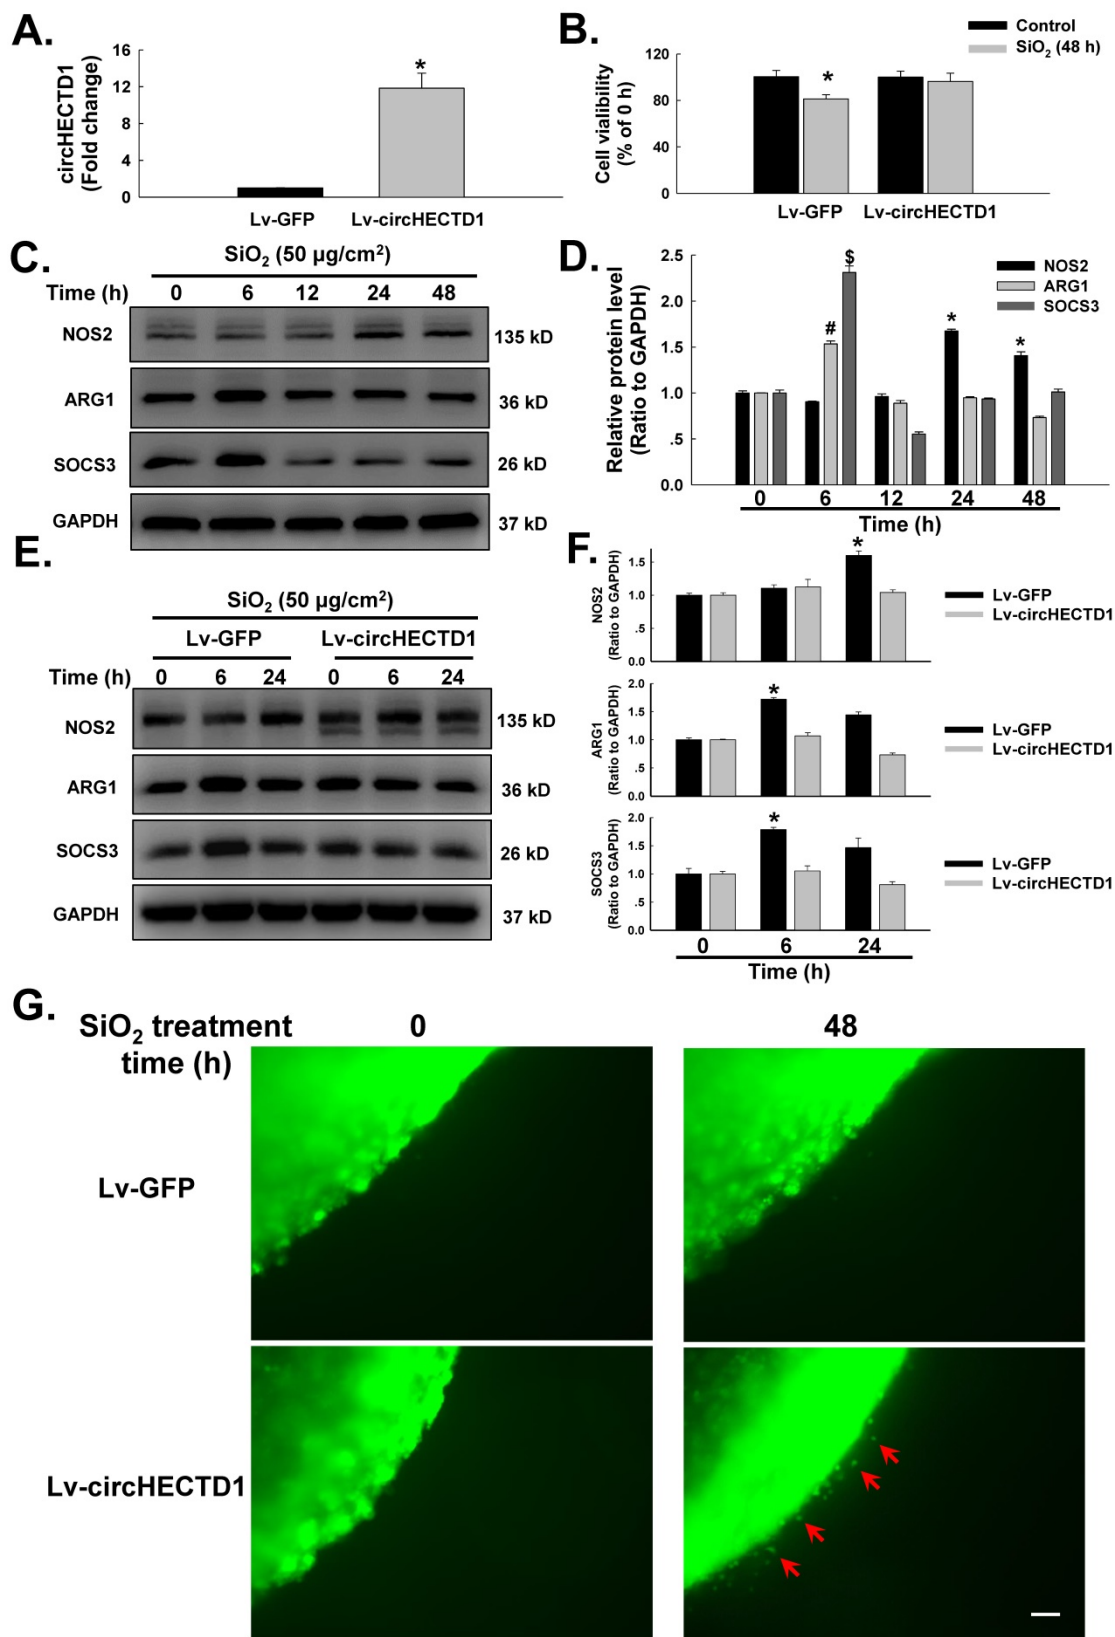 A.
16
12
8
4
0
circHECTD1
(Fold change)
*
Lv-GFP
Lv-circHECTD1
B.
Control
SiO₂ (48 h)
120
80
40
0
Cell vialibility
(% of 0 h)
*
Lv-GFP
Lv-circHECTD1
C.
SiO₂ (50 µg/cm²)
Time (h) 0 6 12 24 48
NOS2 135 kD
ARG1 36 kD
SOCS3 26 kD
GAPDH 37 kD
D.
NOS2
ARG1
SOCS3
2.5
2.0
1.5
1.0
.5
0.0
Relative protein level
(Ratio to GAPDH)
# $ * *
0 6 12 24 48
Time (h)
E.
SiO₂ (50 µg/cm²)
Lv-GFP Lv-circHECTD1
Time (h) 0 6 24 0 6 24
NOS2 135 kD
ARG1 36 kD
SOCS3 26 kD
GAPDH 37 kD
F.
NOS2
(Ratio to GAPDH)
1.5
1.0
.5
0.0
*
Lv-GFP
Lv-circHECTD1
ARG1
(Ratio to GAPDH)
2.0
1.5
1.0
.5
0.0
*
Lv-GFP
Lv-circHECTD1
SOCS3
(Ratio to GAPDH)
2.0
1.5
1.0
.5
0.0
*
Lv-GFP
Lv-circHECTD1
0 6 24
Time (h)
G.
SiO₂ treatment
time (h)
0 48
Lv-GFP
Lv-circHECTD1